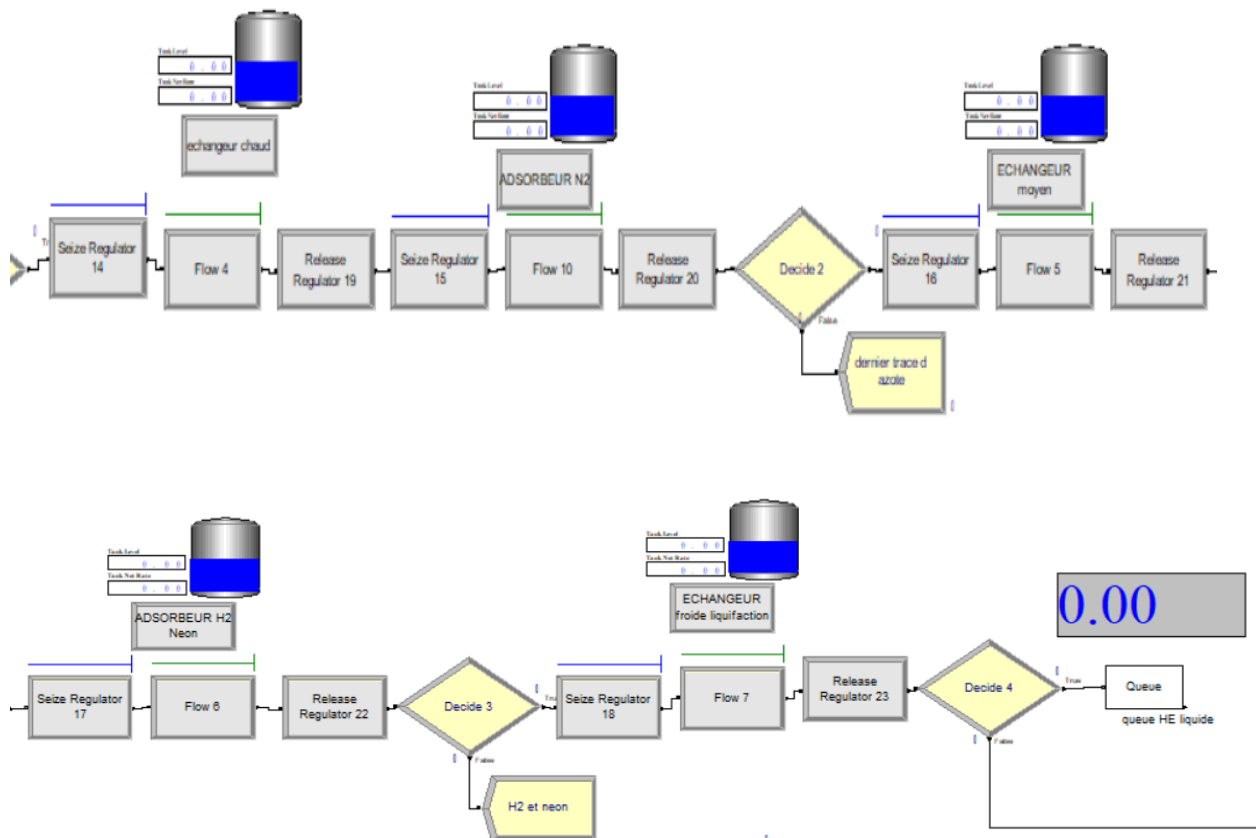 Tank Level
0.00
Tank Net Rate
0.00
echangeur chaud
Tank Level
0.00
Tank Net Rate
0.00
ADSORBEUR N2
Tank Level
0.00
Tank Net Rate
0.00
ECHANGEUR
moyen
Seize Regulator
14
Flow 4
Release
Regulator 19
Seize Regulator
15
Flow 10
Release
Regulator 20
Decide 2
False
Seize Regulator
16
Flow 5
Release
Regulator 21
dernier trace d
azote
Tank Level
0.00
Tank Net Rate
0.00
ADSORBEUR H2
Neon
Tank Level
0.00
Tank Net Rate
0.00
ECHANGEUR
froide liquifaction
0.00
Seize Regulator
17
Flow 6
Release
Regulator 22
Decide 3
False
Seize Regulator
18
Flow 7
Release
Regulator 23
Decide 4
True
False
Queue
queue HE liquide
H2 et neon